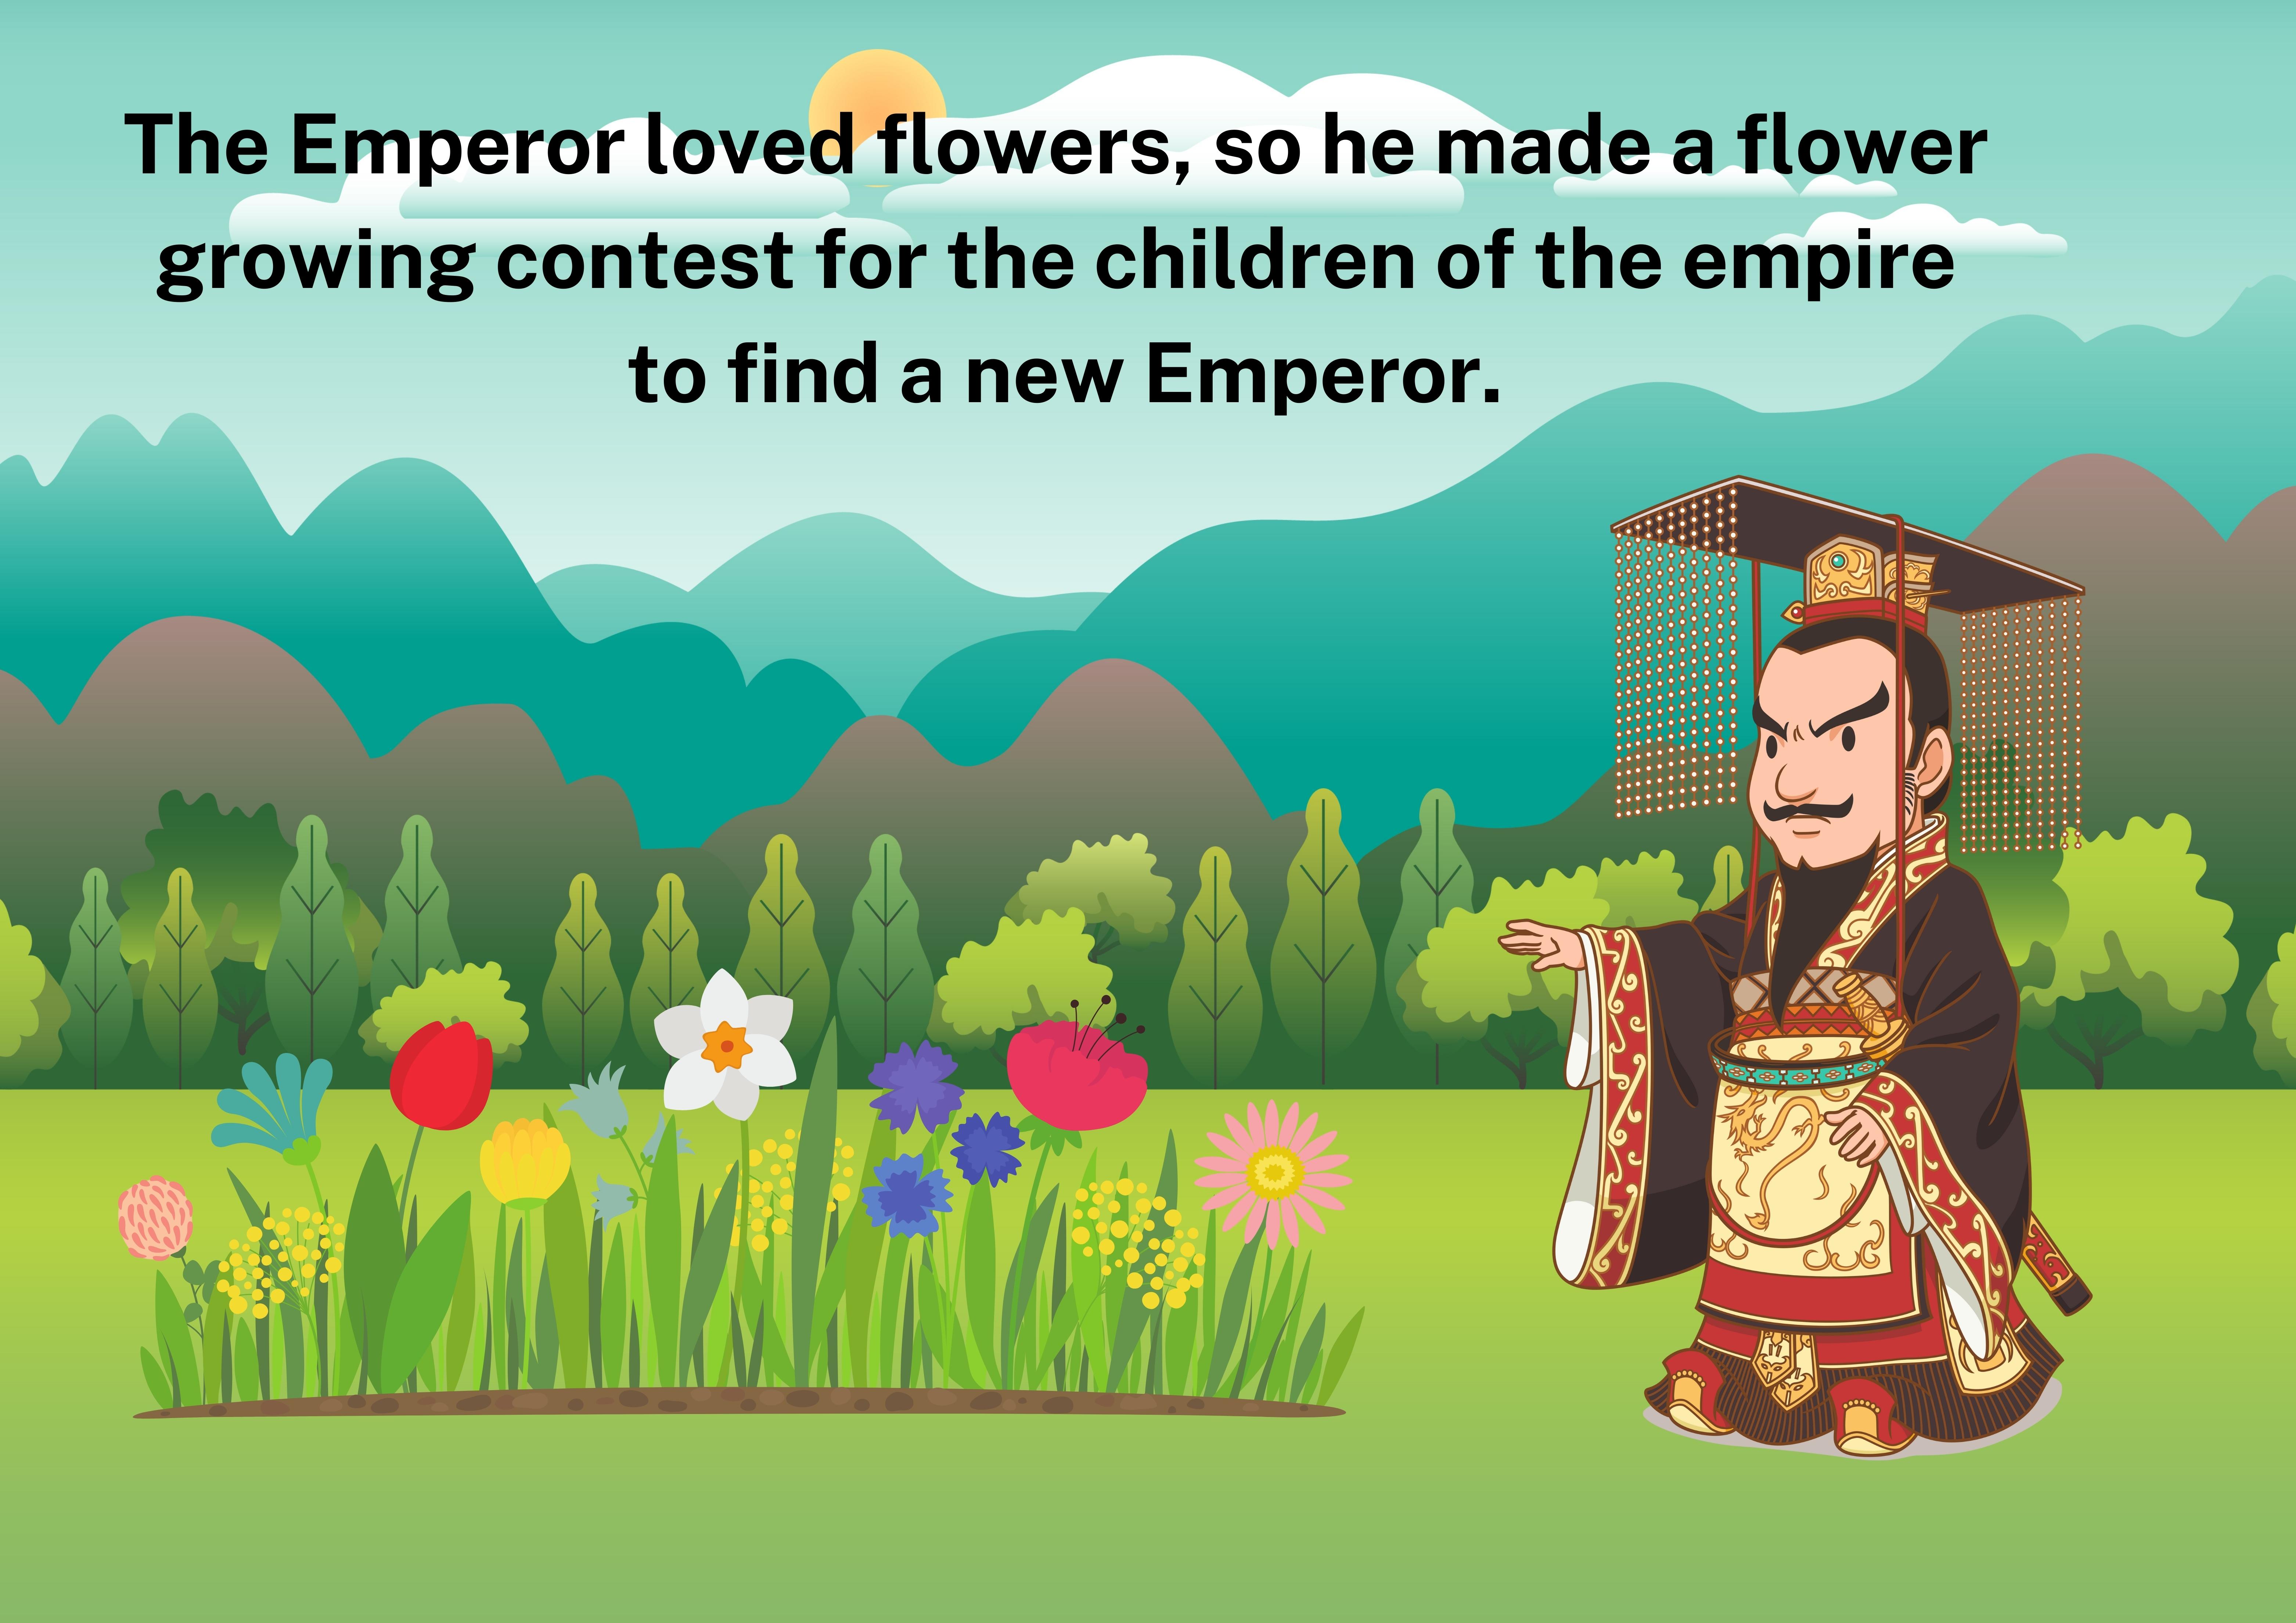 The Emperor loved flowers, so he made a flower
growing contest for the children of the empire
to find a new Emperor.